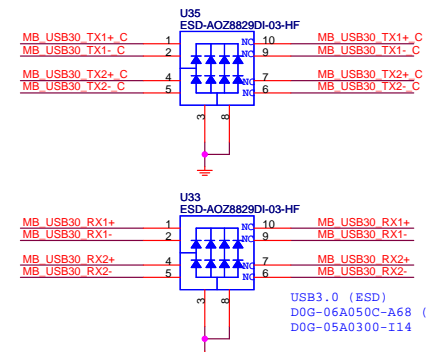 U35
ESD-AOZ8829DI-03-HF
MB_USB30_TX1+_C 1 NC 10 MB_USB30_TX1+_C
MB_USB30_TX1-_C 2 NC 9 MB_USB30_TX1-_C
MB_USB30_TX2+_C 4 NC 7 MB_USB30_TX2+_C
MB_USB30_TX2-_C 5 NC 6 MB_USB30_TX2-_C
3 8
U33
ESD-AOZ8829DI-03-HF
MB_USB30_RX1+ 1 NC 10 MB_USB30_RX1+
MB_USB30_RX1- 2 NC 9 MB_USB30_RX1-
MB_USB30_RX2+ 4 NC 7 MB_USB30_RX2+
MB_USB30_RX2- 5 NC 6 MB_USB30_RX2-
3 8
USB3.0 (ESD)
D0G-06A050C-A68 (
D0G-05A0300-I14